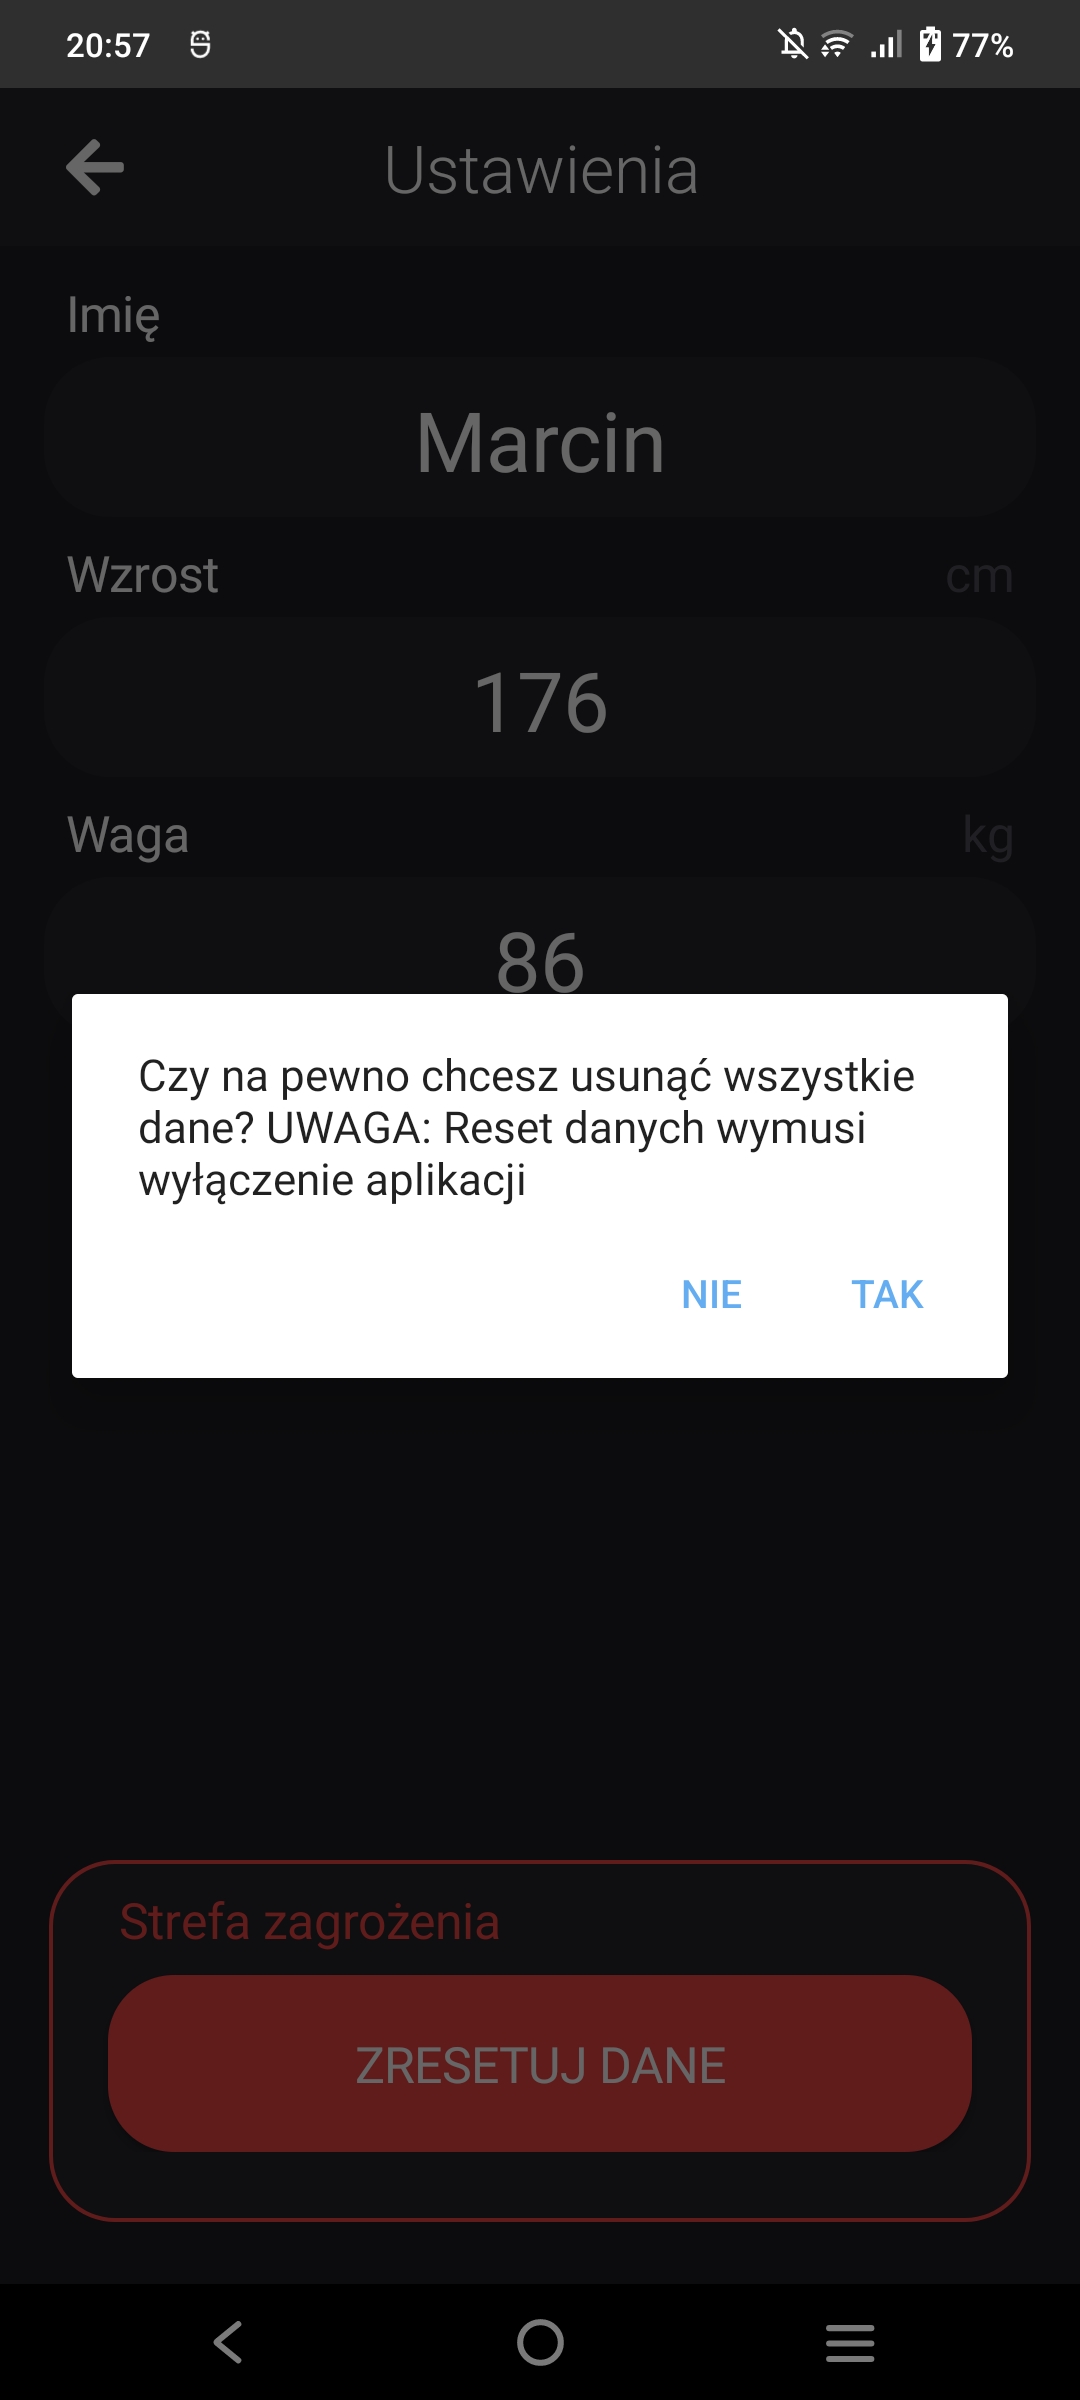 20:57
77%
Ustawienia
Imię
Marcin
Wzrost
cm
176
Waga
kg
86
Czy na pewno chcesz usunąć wszystkie
dane? UWAGA: Reset danych wymusi
wyłączenie aplikacji
NIE
TAK
Strefa zagrożenia
ZRESETUJ DANE